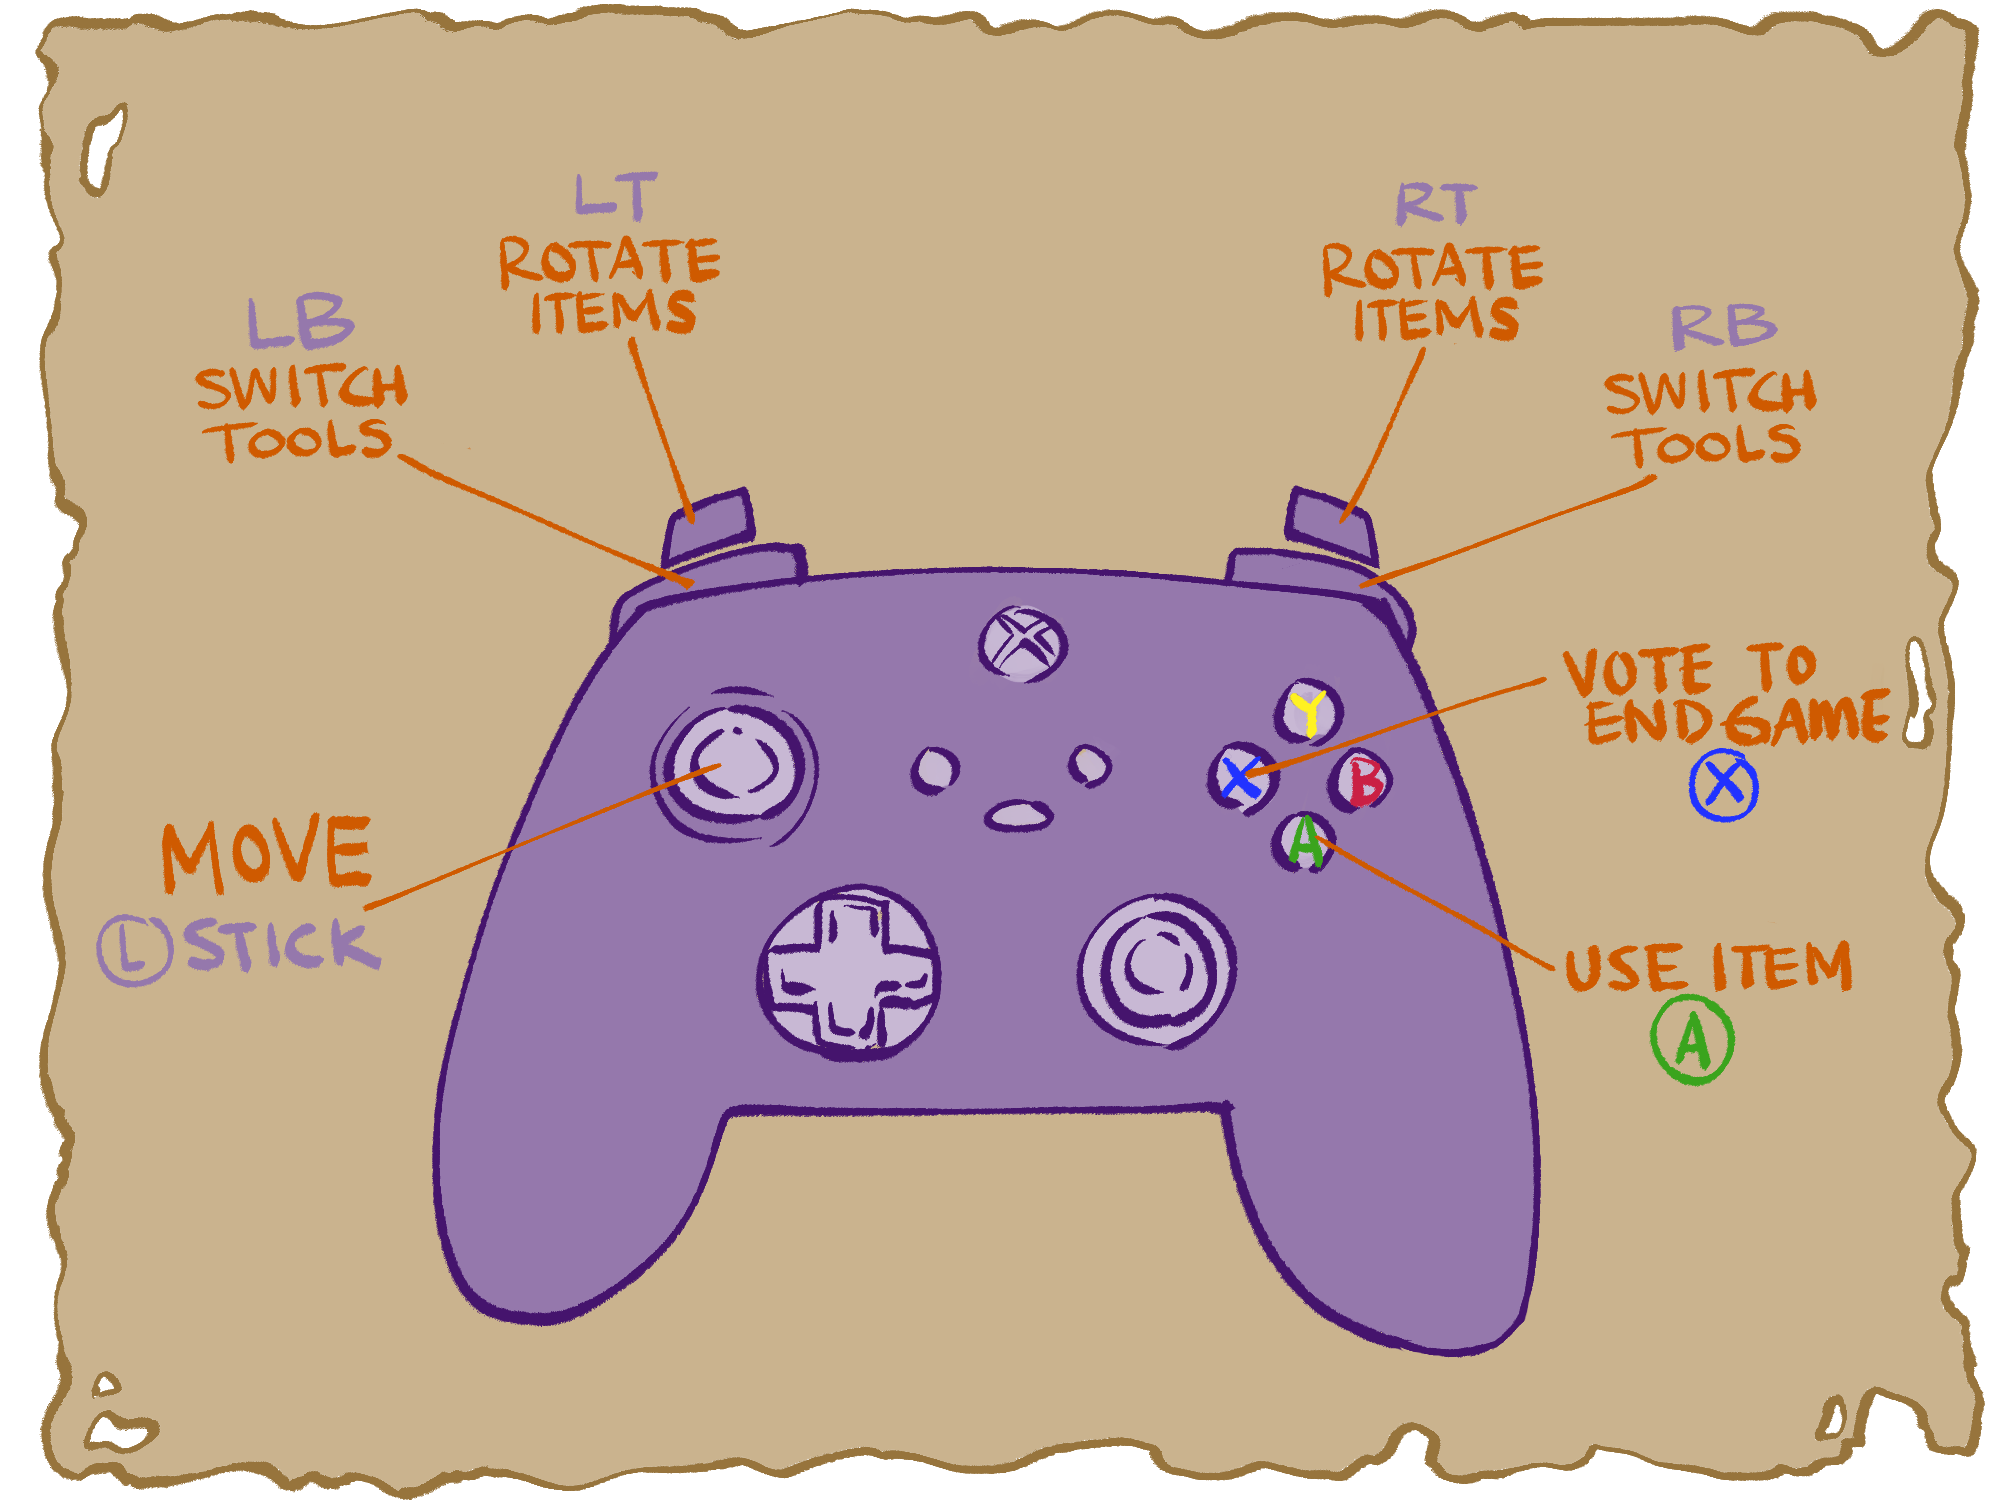 LT
ROTATE
ITEMS
RT
ROTATE
ITEMS
LB
SWITCH
TOOLS
RB
SWITCH
TOOLS
VOTE TO
END GAME
X
Y
X
B
A
MOVE
L STICK
USE ITEM
A